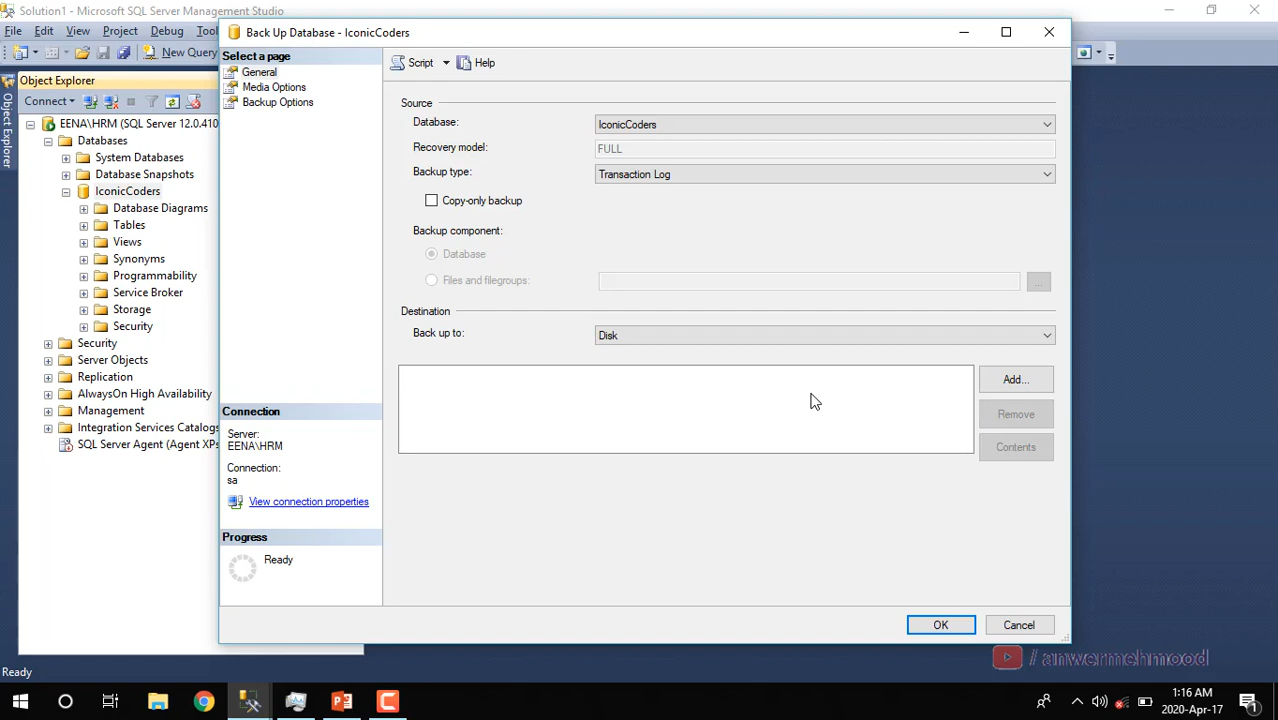 Solution1 - Microsoft SQL Server Management Studio
File Edit View Project Debug Too
New Query
Object Explorer
Object Explorer
Connect
EENA\HRM (SQL Server 12.0.410
Databases
System Databases
Database Snapshots
IconicCoders
Database Diagrams
Tables
Views
Synonyms
Programmability
Service Broker
Storage
Security
Security
Server Objects
Replication
AlwaysOn High Availability
Management
Integration Services Catalogs
SQL Server Agent (Agent XPs
Ready
Back Up Database - IconicCoders
Select a page
General
Media Options
Backup Options
Connection
Server:
EENA\HRM
Connection:
sa
View connection properties
Progress
Ready
Script Help
Source
Database: IconicCoders
Recovery model: FULL
Backup type: Transaction Log
Copy-only backup
Backup component:
Database
Files and filegroups: ...
Destination
Back up to: Disk
Add...
Remove
Contents
OK Cancel
/ anwermehmood
1:16 AM
2020-Apr-17
1